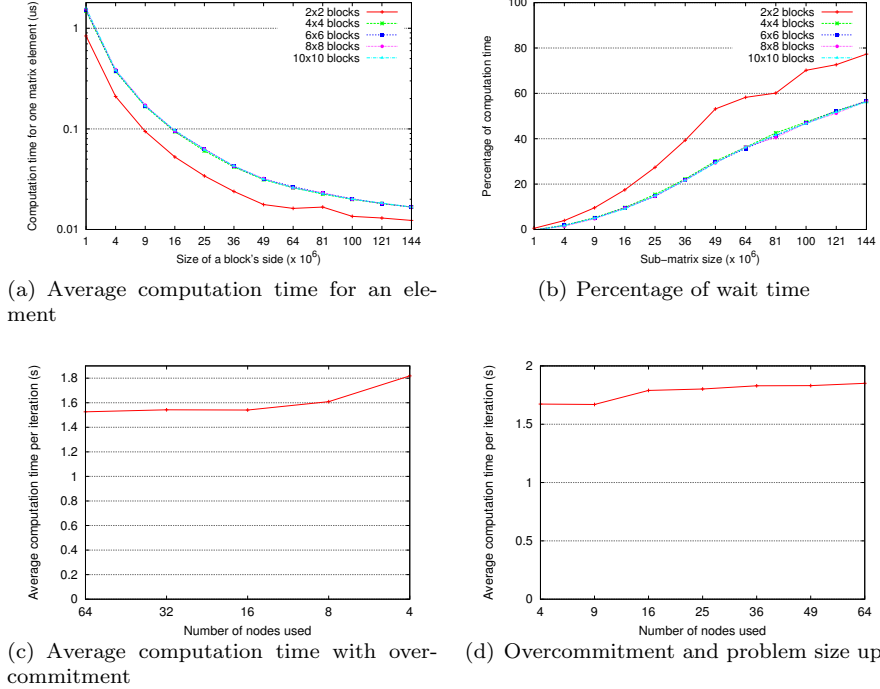 Computation time for one matrix element (us)
1
0.1
0.01
2x2 blocks
4x4 blocks
6x6 blocks
8x8 blocks
10x10 blocks
1 4 9 16 25 36 49 64 81 100 121 144
Size of a block's side (x 10^6)
(a) Average computation time for an ele-
ment
Percentage of computation time
100
80
60
40
20
0
2x2 blocks
4x4 blocks
6x6 blocks
8x8 blocks
10x10 blocks
1 4 9 16 25 36 49 64 81 100 121 144
Sub-matrix size (x 10^6)
(b) Percentage of wait time
Average computation time per iteration (s)
1.8
1.6
1.4
1.2
1
0.8
0.6
0.4
0.2
0
64 32 16 8 4
Number of nodes used
(c) Average computation time with over-
commitment
Average computation time per iteration (s)
2
1.5
1
0.5
0
4 9 16 25 36 49 64
Number of nodes used
(d) Overcommitment and problem size up